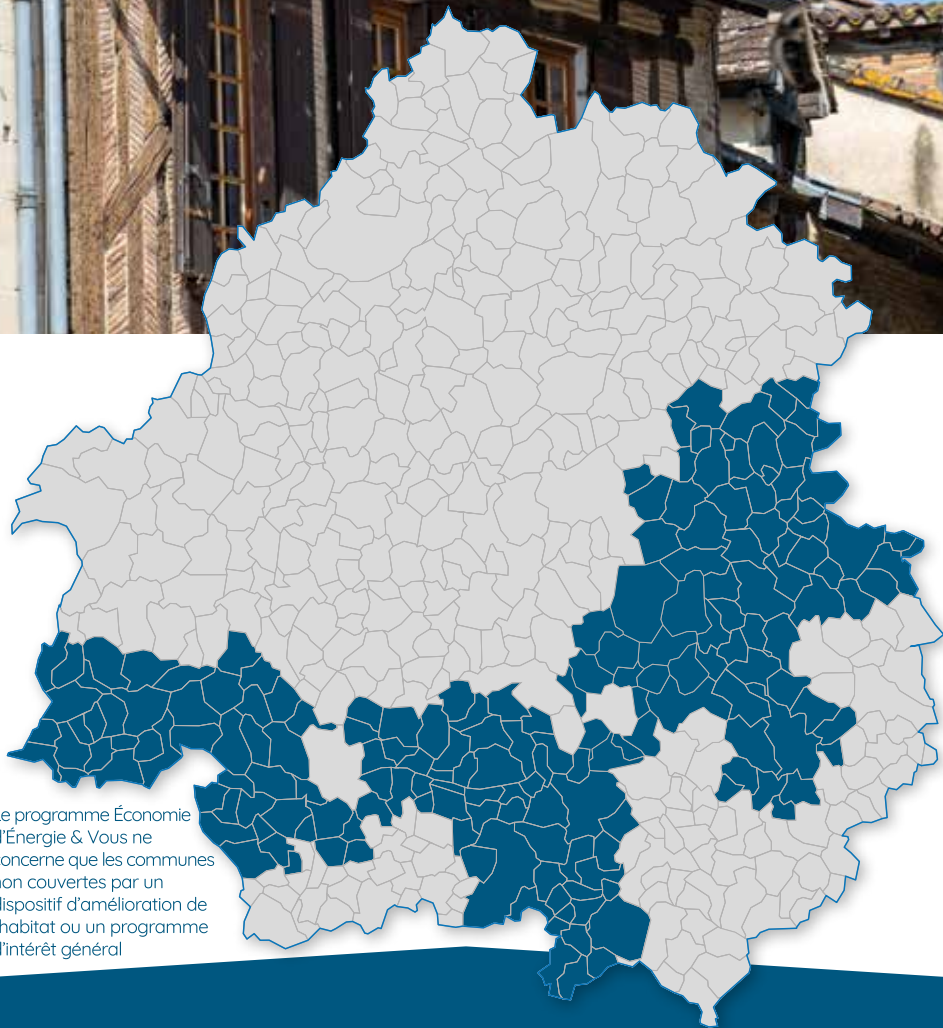 Le programme Économie
d'Énergie & Vous ne
concerne que les communes
non couvertes par un
dispositif d'amélioration de
l'habitat ou un programme
d'intérêt général